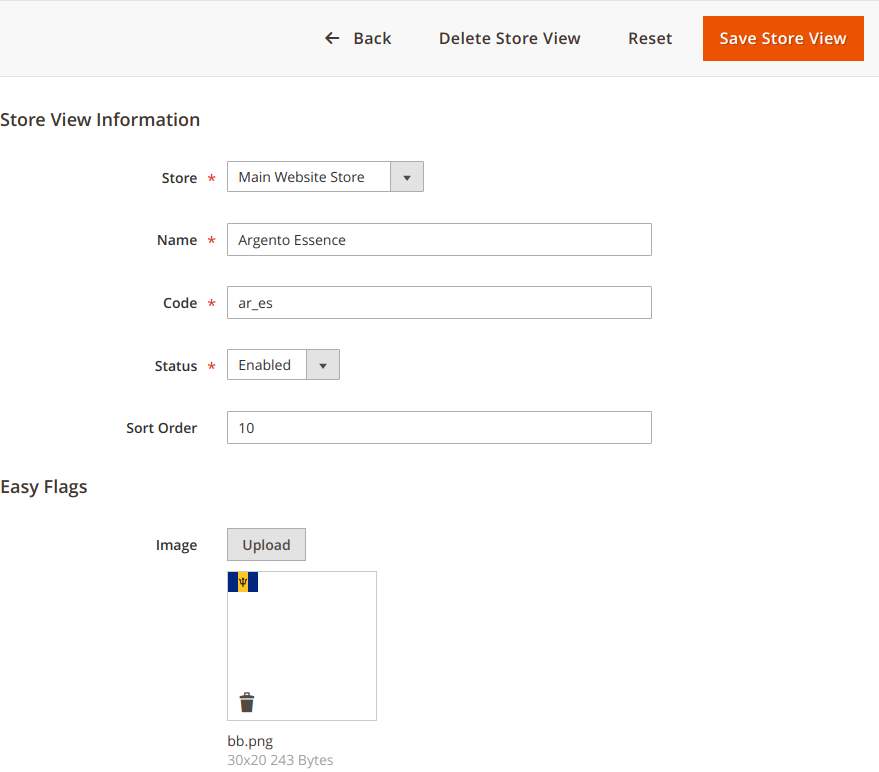 Back Delete Store View Reset Save Store View
Store View Information
Store * Main Website Store
Name * Argento Essence
Code * ar_es
Status * Enabled
Sort Order 10
Easy Flags
Image Upload
bb.png
30x20 243 Bytes